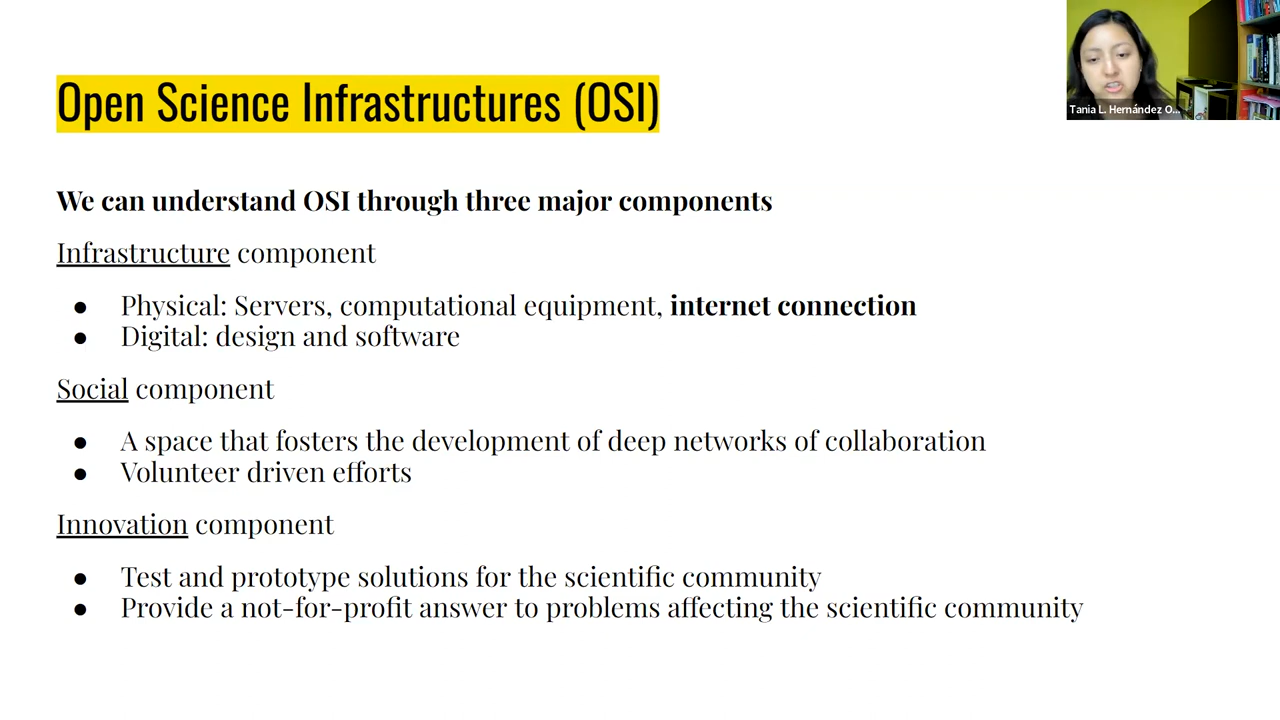 Open Science Infrastructures (OSI)
Tania L. Hernández O...
We can understand OSI through three major components
Infrastructure component
● Physical: Servers, computational equipment, internet connection
● Digital: design and software
Social component
● A space that fosters the development of deep networks of collaboration
● Volunteer driven efforts
Innovation component
● Test and prototype solutions for the scientific community
● Provide a not-for-profit answer to problems affecting the scientific community